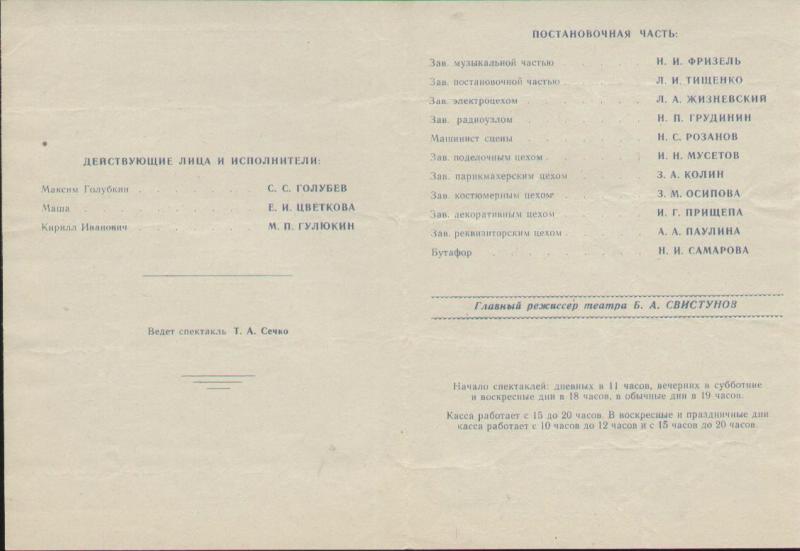 ДЕЙСТВУЮЩИЕ ЛИЦА И ИСПОЛНИТЕЛИ:
Максим Голубкин . . . . . . . . С. С. ГОЛУБЕВ
Маша . . . . . . . . Е. И. ЦВЕТКОВА
Кирилл Иванович . . . . . . . . М. П. ГУЛЮКИН
Ведет спектакль Т. А. Сечко
ПОСТАНОВОЧНАЯ ЧАСТЬ:
Зав. музыкальной частью . . . . . Н. И. ФРИЗЕЛЬ
Зав. постановочной частью . . . . . Л. И. ТИЩЕНКО
Зав. электроцехом . . . . . . . Л. А. ЖИЗНЕВСКИЙ
Зав. радиоузлом . . . . . . . Н. П. ГРУДИНИН
Машинист сцены . . . . . . . Н. С. РОЗАНОВ
Зав. поделочным цехом . . . . . . И. Н. МУСЕТОВ
Зав. парикмахерским цехом . . . . . З. А. КОЛИН
Зав. костюмерным цехом . . . . . З. М. ОСИПОВА
Зав. декоративным цехом . . . . . И. Г. ПРИЩЕПА
Зав. реквизиторским цехом . . . . . А. А. ПАУЛИНА
Бутафор . . . . . . . . Н. И. САМАРОВА
Главный режиссер театра Б. А. СВИСТУНОВ
Начало спектаклей: дневных в 11 часов, вечерних в субботние
и воскресные дни в 18 часов, в обычные дни в 19 часов.
Касса работает с 15 до 20 часов. В воскресные и праздничные дни
касса работает с 10 часов до 12 часов и с 15 часов до 20 часов.